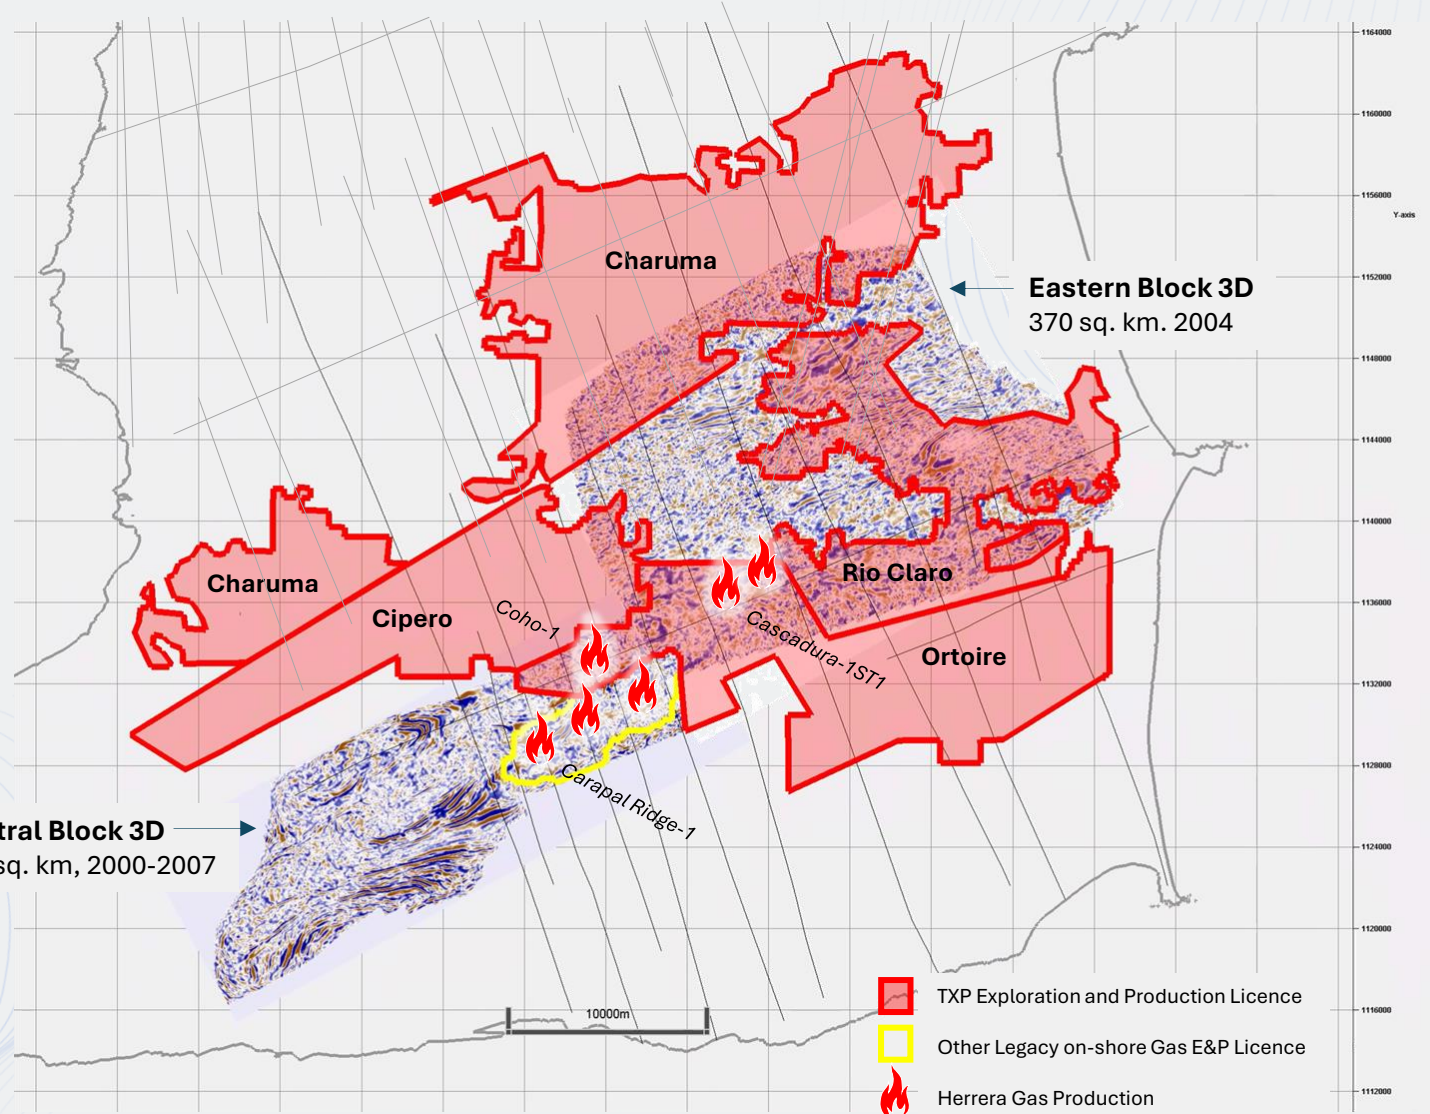 1164000
1160000
1156000
Y-axis
Charuma
1152000
Eastern Block 3D
370 sq. km. 2004
1148000
1144000
1140000
Charuma
Rio Claro
Cipero
Coho-1
1136000
Cascadura-1ST1
Ortoire
1132000
1128000
Carapal Ridge-1
tral Block 3D
sq. km, 2000-2007
1124000
1120000
TXP Exploration and Production Licence
10000m
1116000
Other Legacy on-shore Gas E&P Licence
1112000
Herrera Gas Production